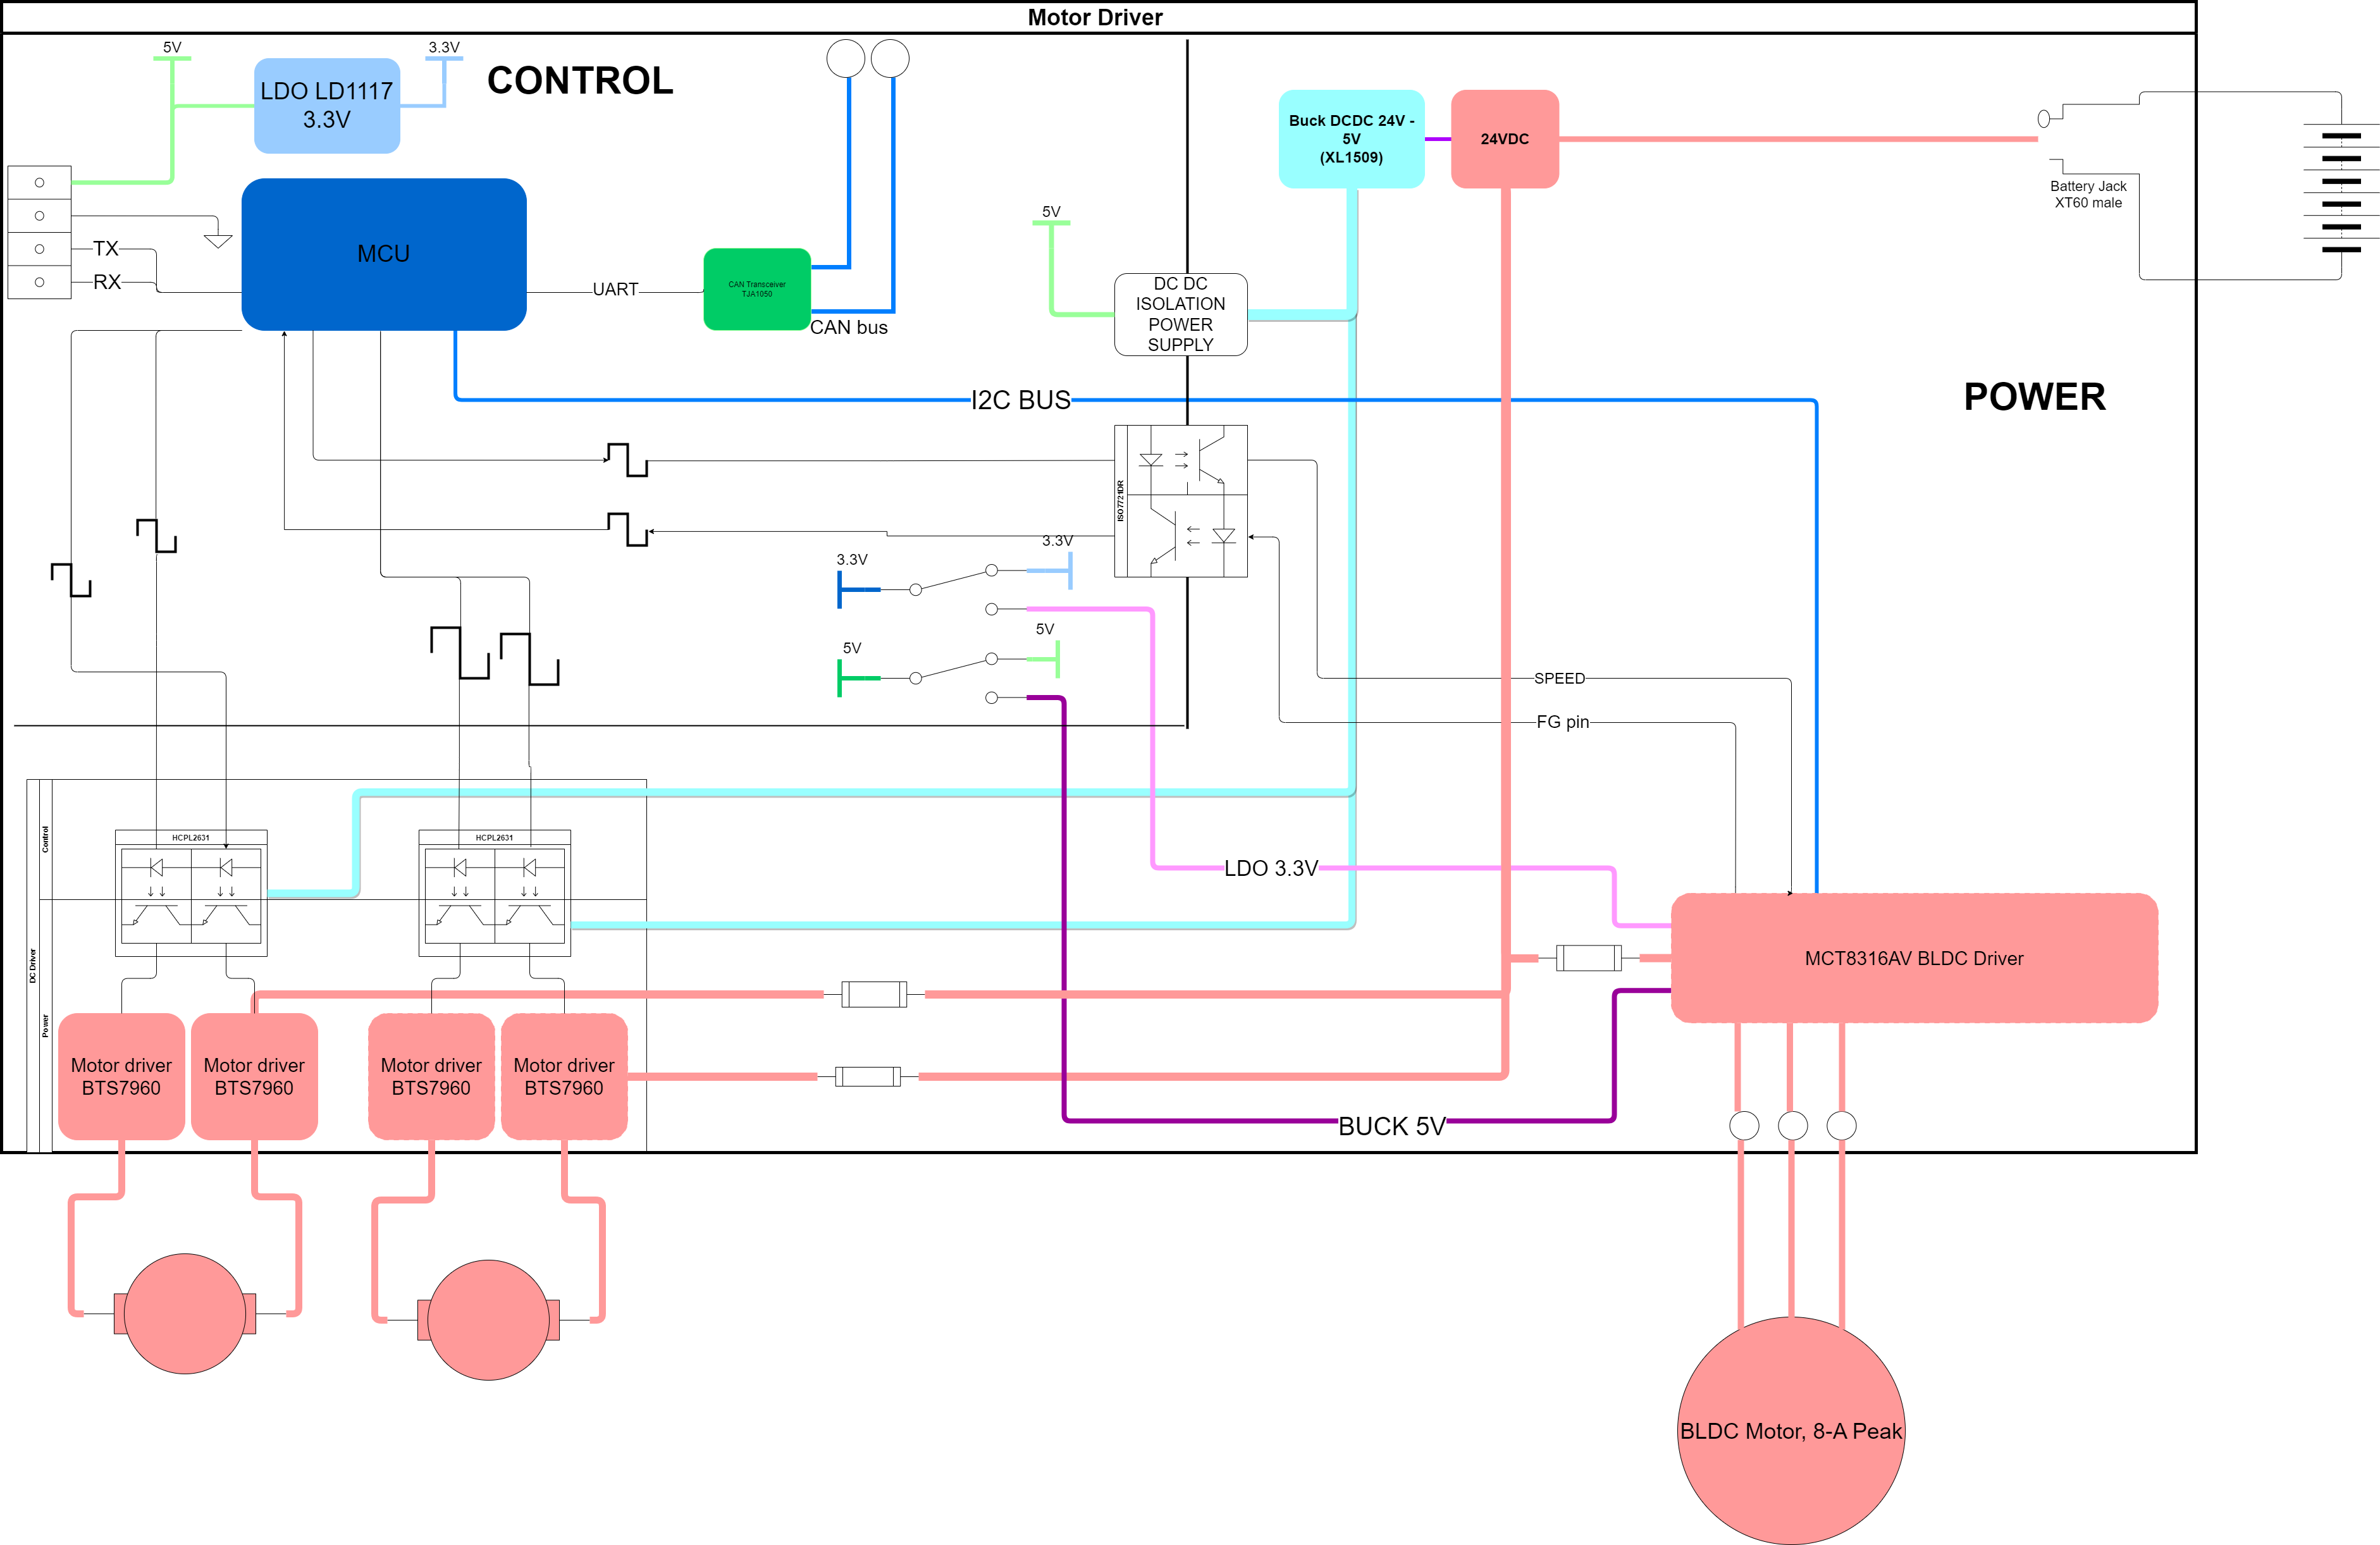 Motor Driver
5V
LDO LD1117
3.3V
3.3V
CONTROL
Buck DCDC 24V -
5V
(XL1509)
24VDC
Battery Jack
XT60 male
TX
RX
MCU
UART
CAN Transceiver
TJA1050
CAN bus
5V
DC DC
ISOLATION
POWER
SUPPLY
I2C BUS
POWER
ISO7721DR
3.3V
3.3V
5V
5V
SPEED
FG pin
DC Driver
Control
Power
HCPL2631
HCPL2631
LDO 3.3V
MCT8316AV BLDC Driver
Motor driver
BTS7960
Motor driver
BTS7960
Motor driver
BTS7960
Motor driver
BTS7960
BUCK 5V
BLDC Motor, 8-A Peak